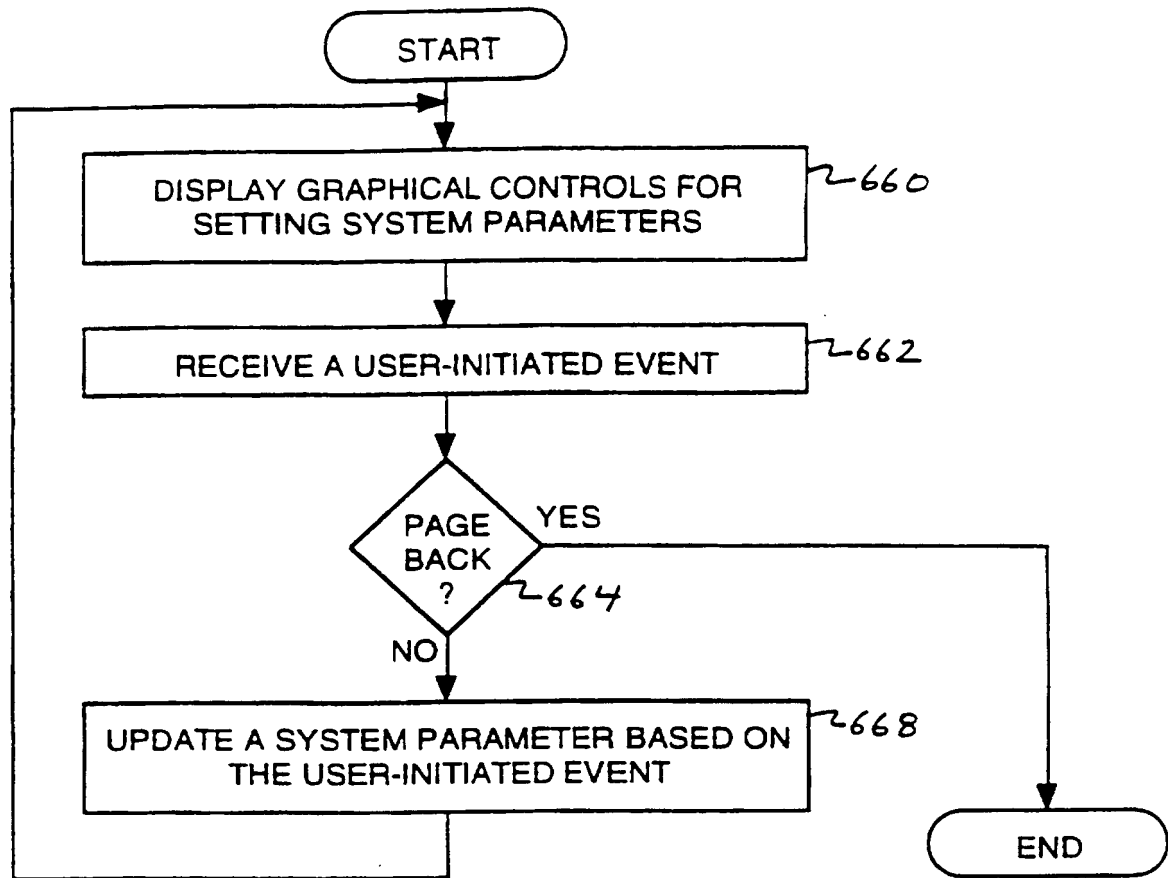 START
DISPLAY GRAPHICAL CONTROLS FOR
SETTING SYSTEM PARAMETERS
660
RECEIVE A USER-INITIATED EVENT
662
PAGE
BACK
?
YES
664
NO
UPDATE A SYSTEM PARAMETER BASED ON
THE USER-INITIATED EVENT
668
END